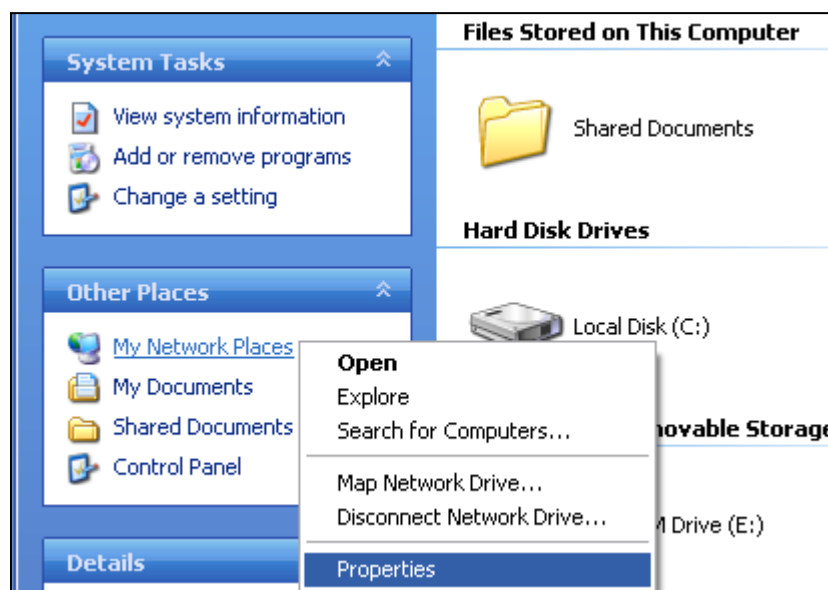 System Tasks
View system information
Add or remove programs
Change a setting
Other Places
My Network Places
My Documents
Shared Documents
Control Panel
Details
Files Stored on This Computer
Shared Documents
Hard Disk Drives
Local Disk (C:)
Storage
Drive (E:)
Open
Explore
Search for Computers...
Map Network Drive...
Disconnect Network Drive...
Properties